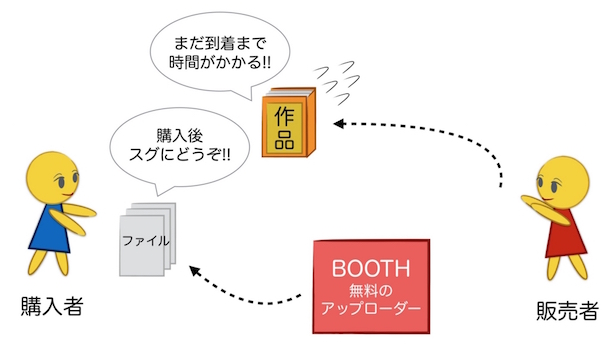 まだ到着まで
時間がかかる!!
作
品
購入後
スグにどうぞ!!
ファイル
購入者
BOOTH
無料の
アップローダー
販売者